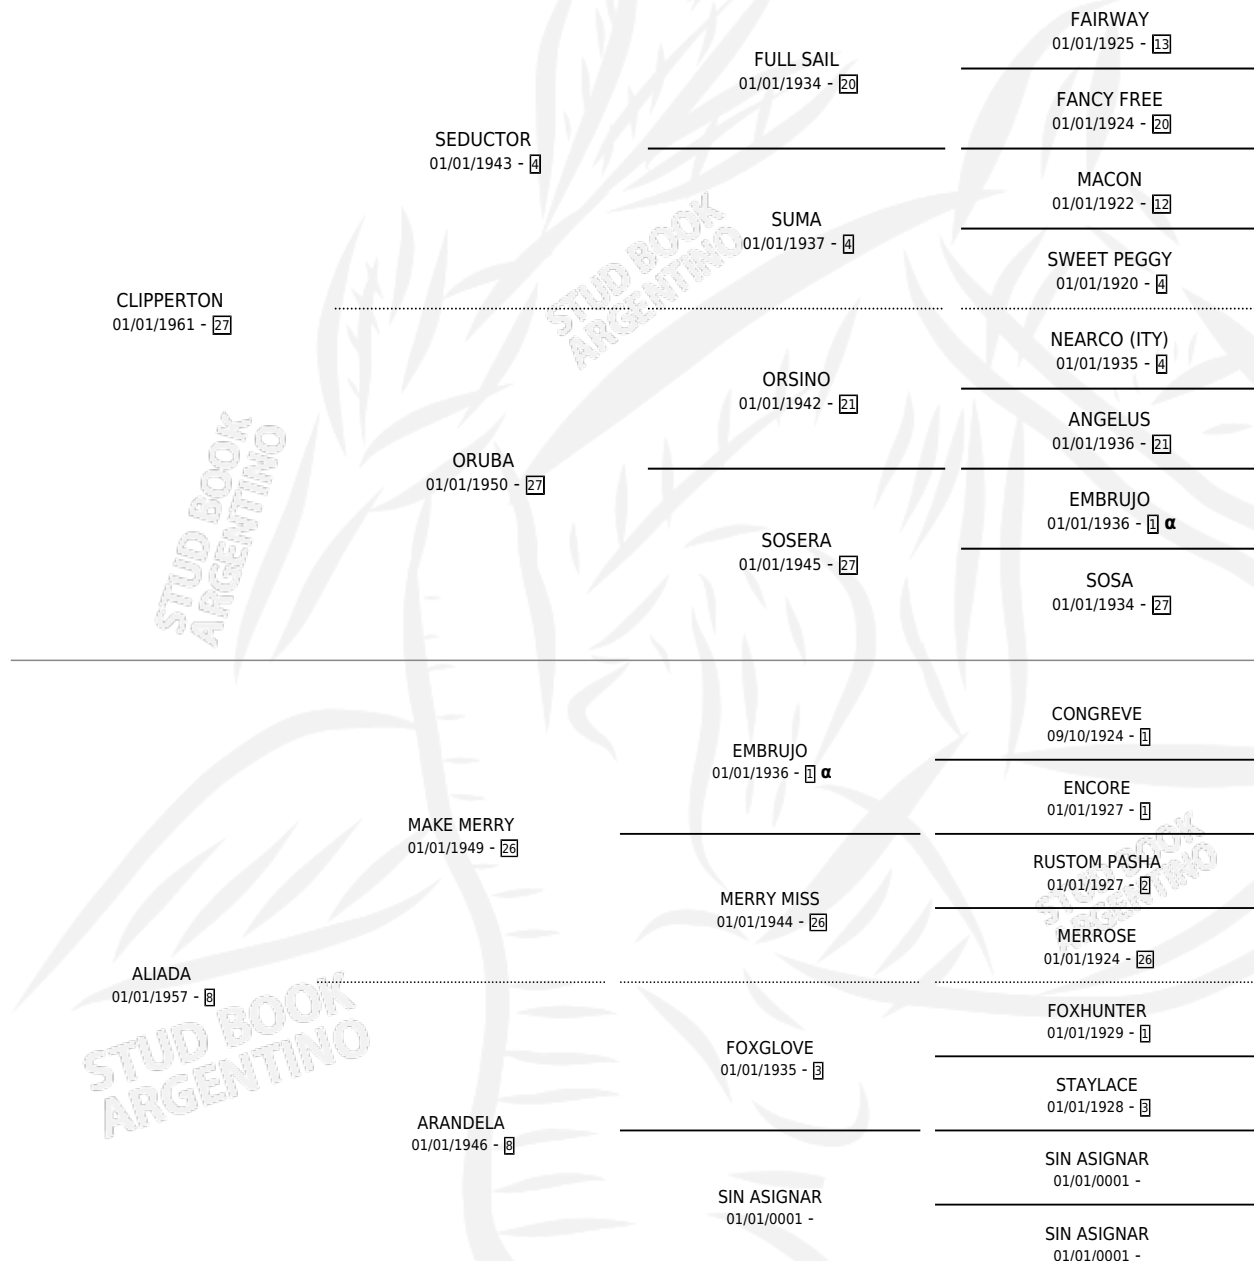 CLIPPERTON
01/01/1961 - 27
SEDUCTOR
01/01/1943 - 4
FULL SAIL
01/01/1934 - 20
FAIRWAY
01/01/1925 - 13
FANCY FREE
01/01/1924 - 20
SUMA
01/01/1937 - 4
MACON
01/01/1922 - 12
SWEET PEGGY
01/01/1920 - 4
ORUBA
01/01/1950 - 27
ORSINO
01/01/1942 - 21
NEARCO (ITY)
01/01/1935 - 4
ANGELUS
01/01/1936 - 21
SOSERA
01/01/1945 - 27
EMBRUJO
01/01/1936 - 1 α
SOSA
01/01/1934 - 27
ALIADA
01/01/1957 - 8
MAKE MERRY
01/01/1949 - 26
EMBRUJO
01/01/1936 - 1 α
CONGREVE
09/10/1924 - 1
ENCORE
01/01/1927 - 1
MERRY MISS
01/01/1944 - 26
RUSTOM PASHA
01/01/1927 - 2
MERROSE
01/01/1924 - 26
ARANDELA
01/01/1946 - 8
FOXGLOVE
01/01/1935 - 3
FOXHUNTER
01/01/1929 - 1
STAYLACE
01/01/1928 - 3
SIN ASIGNAR
01/01/0001 -
SIN ASIGNAR
01/01/0001 -
SIN ASIGNAR
01/01/0001 -
STUD BOOK
ARGENTINO
STUD BOOK
ARGENTINO
STUD BOOK
ARGENTINO
STUD BOOK
ARGENTINO